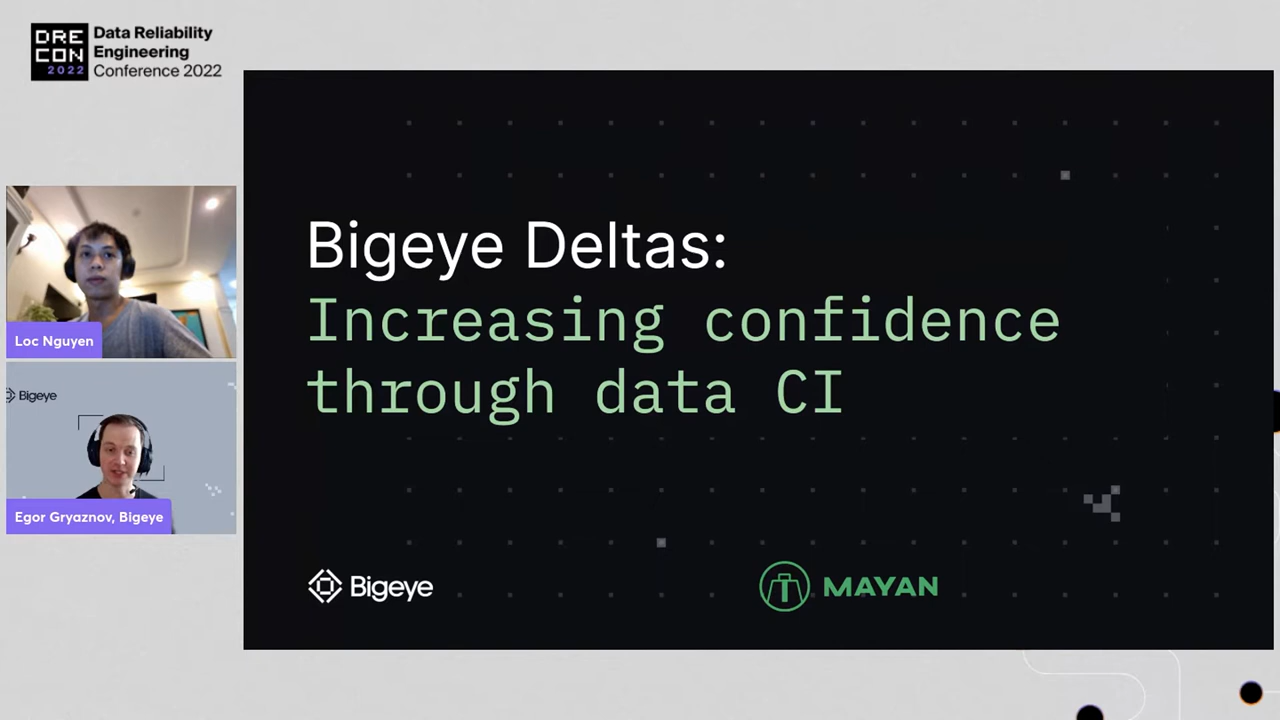 DRE
CON
2022
Data Reliability
Engineering
Conference 2022
Loc Nguyen
Bigeye
Egor Gryaznov, Bigeye
Bigeye Deltas:
Increasing confidence
through data CI
Bigeye
MAYAN